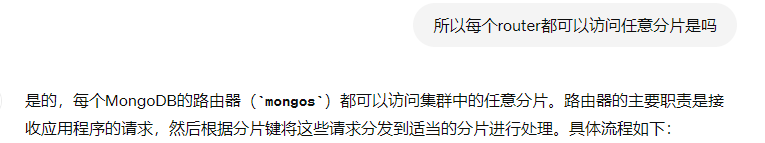 所以每个router都可以访问任意分片是吗
是的，每个MongoDB的路由器（`mongos`）都可以访问集群中的任意分片。路由器的主要职责是接
收应用程序的请求，然后根据分片键将这些请求分发到适当的分片进行处理。具体流程如下：